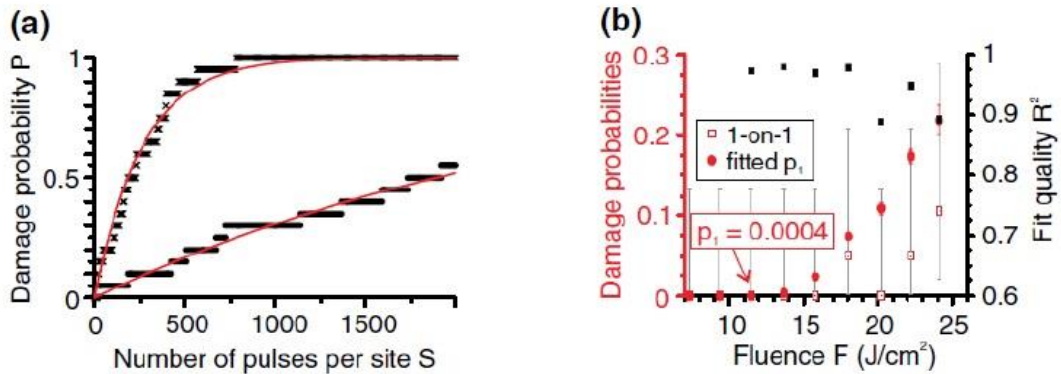 (a)
Damage probability P
1
0.5
0
0
500
1000
1500
Number of pulses per site S
(b)
Damage probabilities
0.3
0.2
0.1
0
1-on-1
fitted p₁
p₁ = 0.0004
10
15
20
25
Fluence F (J/cm²)
1
0.9
0.8
0.7
0.6
Fit quality R²